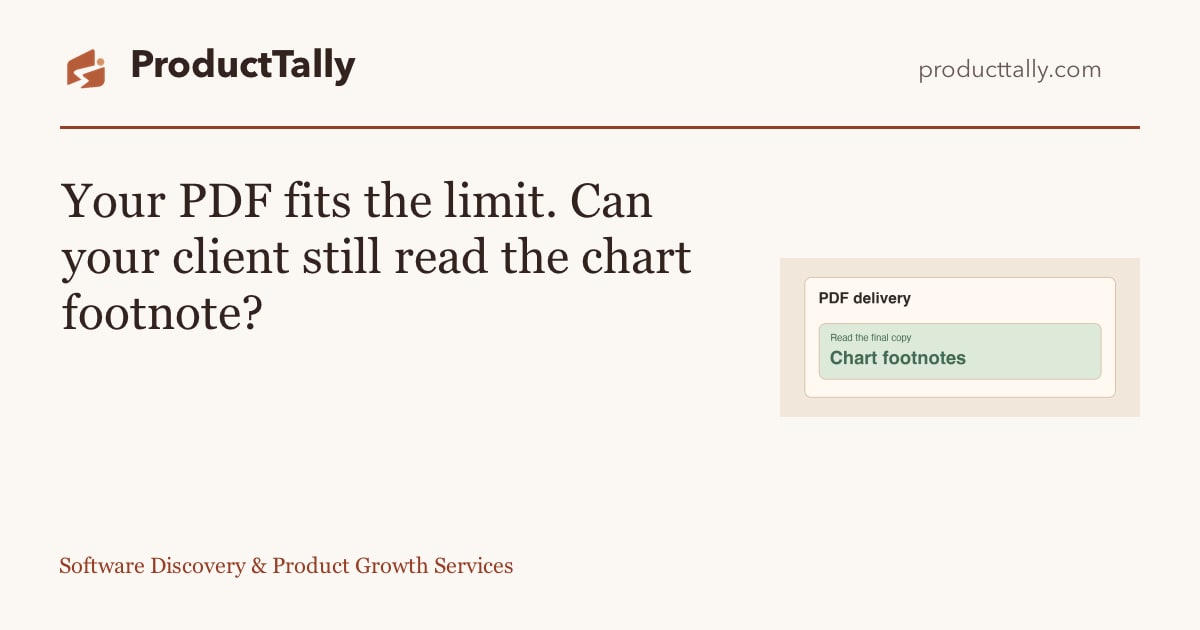 ProductTally
producttally.com
Your PDF fits the limit. Can
your client still read the chart
footnote?
PDF delivery
Read the final copy
Chart footnotes
Software Discovery & Product Growth Services